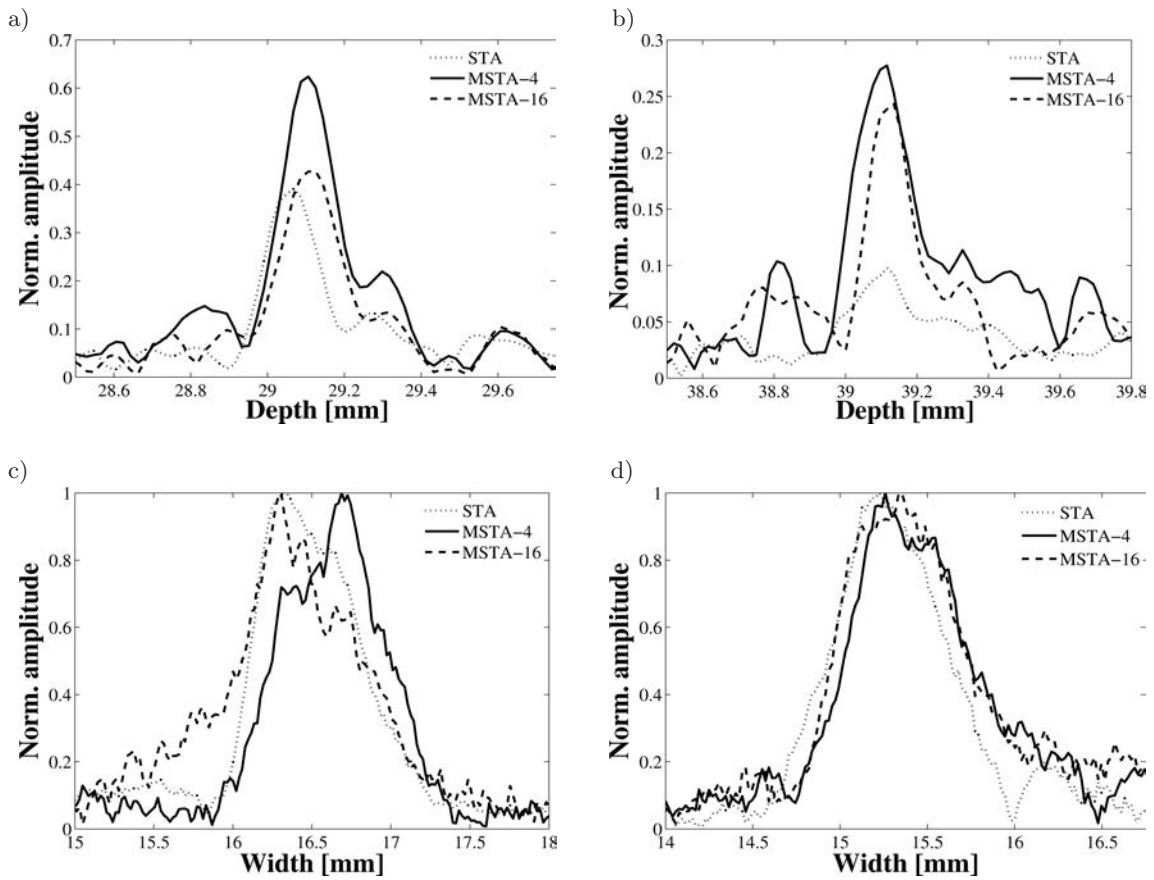 a)
0.7
0.6
0.5
0.4
0.3
0.2
0.1
0
Norm. amplitude
STA
MSTA−4
MSTA−16
28.6 28.8 29 29.2 29.4 29.6
Depth [mm]
b)
0.3
0.25
0.2
0.15
0.1
0.05
0
Norm. amplitude
STA
MSTA−4
MSTA−16
38.6 38.8 39 39.2 39.4 39.6 39.8
Depth [mm]
c)
1
0.8
0.6
0.4
0.2
0
Norm. amplitude
STA
MSTA−4
MSTA−16
15 15.5 16 16.5 17 17.5 18
Width [mm]
d)
1
0.8
0.6
0.4
0.2
0
Norm. amplitude
STA
MSTA−4
MSTA−16
14 14.5 15 15.5 16 16.5
Width [mm]